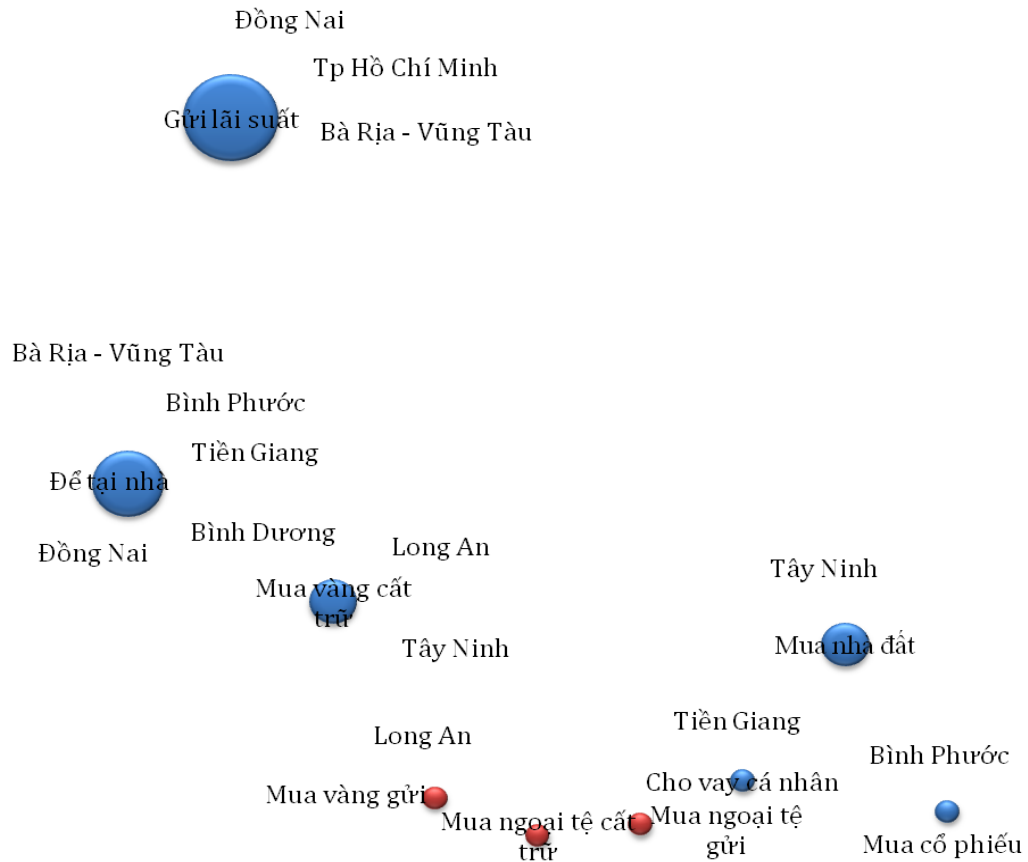 Đồng Nai
Tp Hồ Chí Minh
Gửi lãi suất
Bà Rịa - Vũng Tàu
Bà Rịa - Vũng Tàu
Bình Phước
Tiền Giang
Để tại nhà
Bình Dương
Đồng Nai
Long An
Mua vàng cất
trữ
Tây Ninh
Tây Ninh
Mua nhà đất
Long An
Tiền Giang
Bình Phước
Mua vàng gửi
Cho vay cá nhân
Mua ngoại tệ cất
trữ
Mua ngoại tệ
gửi
Mua cổ phiếu